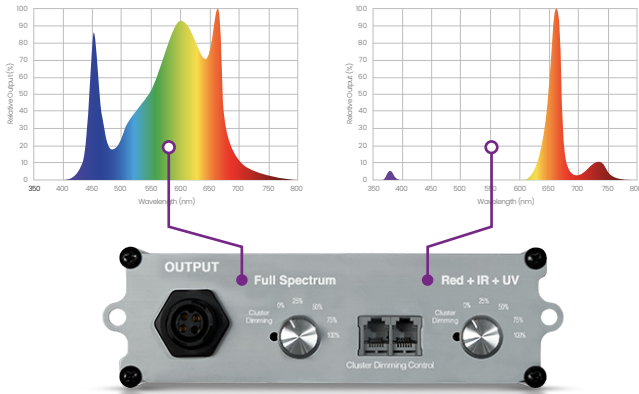 100
90
80
70
60
50
40
30
20
10
0
Relative Output (%)
350 400 450 500 550 600 650 700 750 800
Wavelength (nm)
100
90
80
70
60
50
40
30
20
10
0
Relative Output (%)
350 400 450 500 550 600 650 700 750 800
Wavelength (nm)
OUTPUT
Full Spectrum
Cluster
Dimming
0% 25% 50% 75% 100%
Cluster Dimming Control
Red + IR + UV
Cluster
Dimming
0% 25% 50% 75% 100%